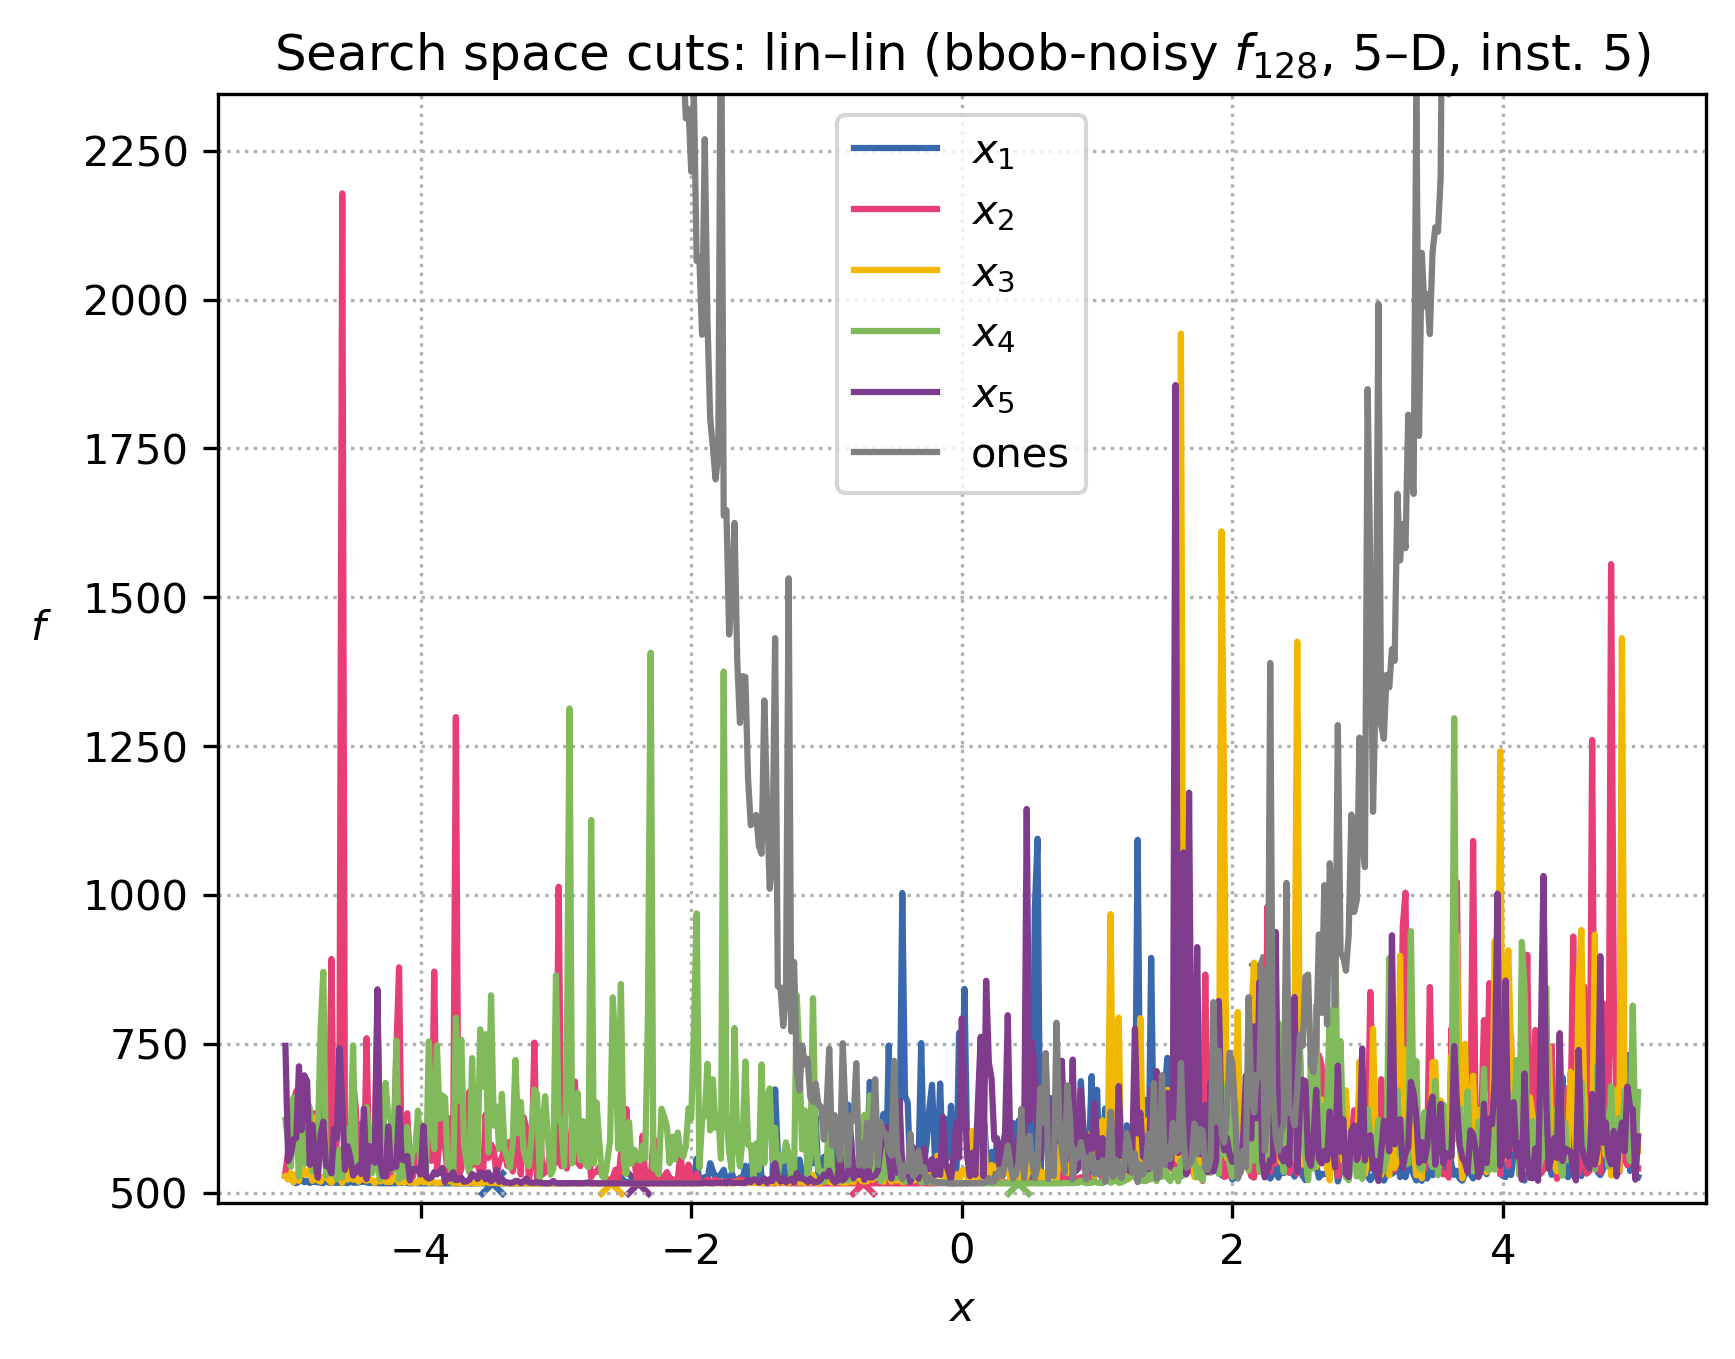 Search space cuts: lin–lin (bbob-noisy f₁₂₈, 5–D, inst. 5)
x₁
x₂
x₃
x₄
x₅
ones
2250
2000
1750
1500
1250
1000
750
500
f
−4
−2
0
2
4
x